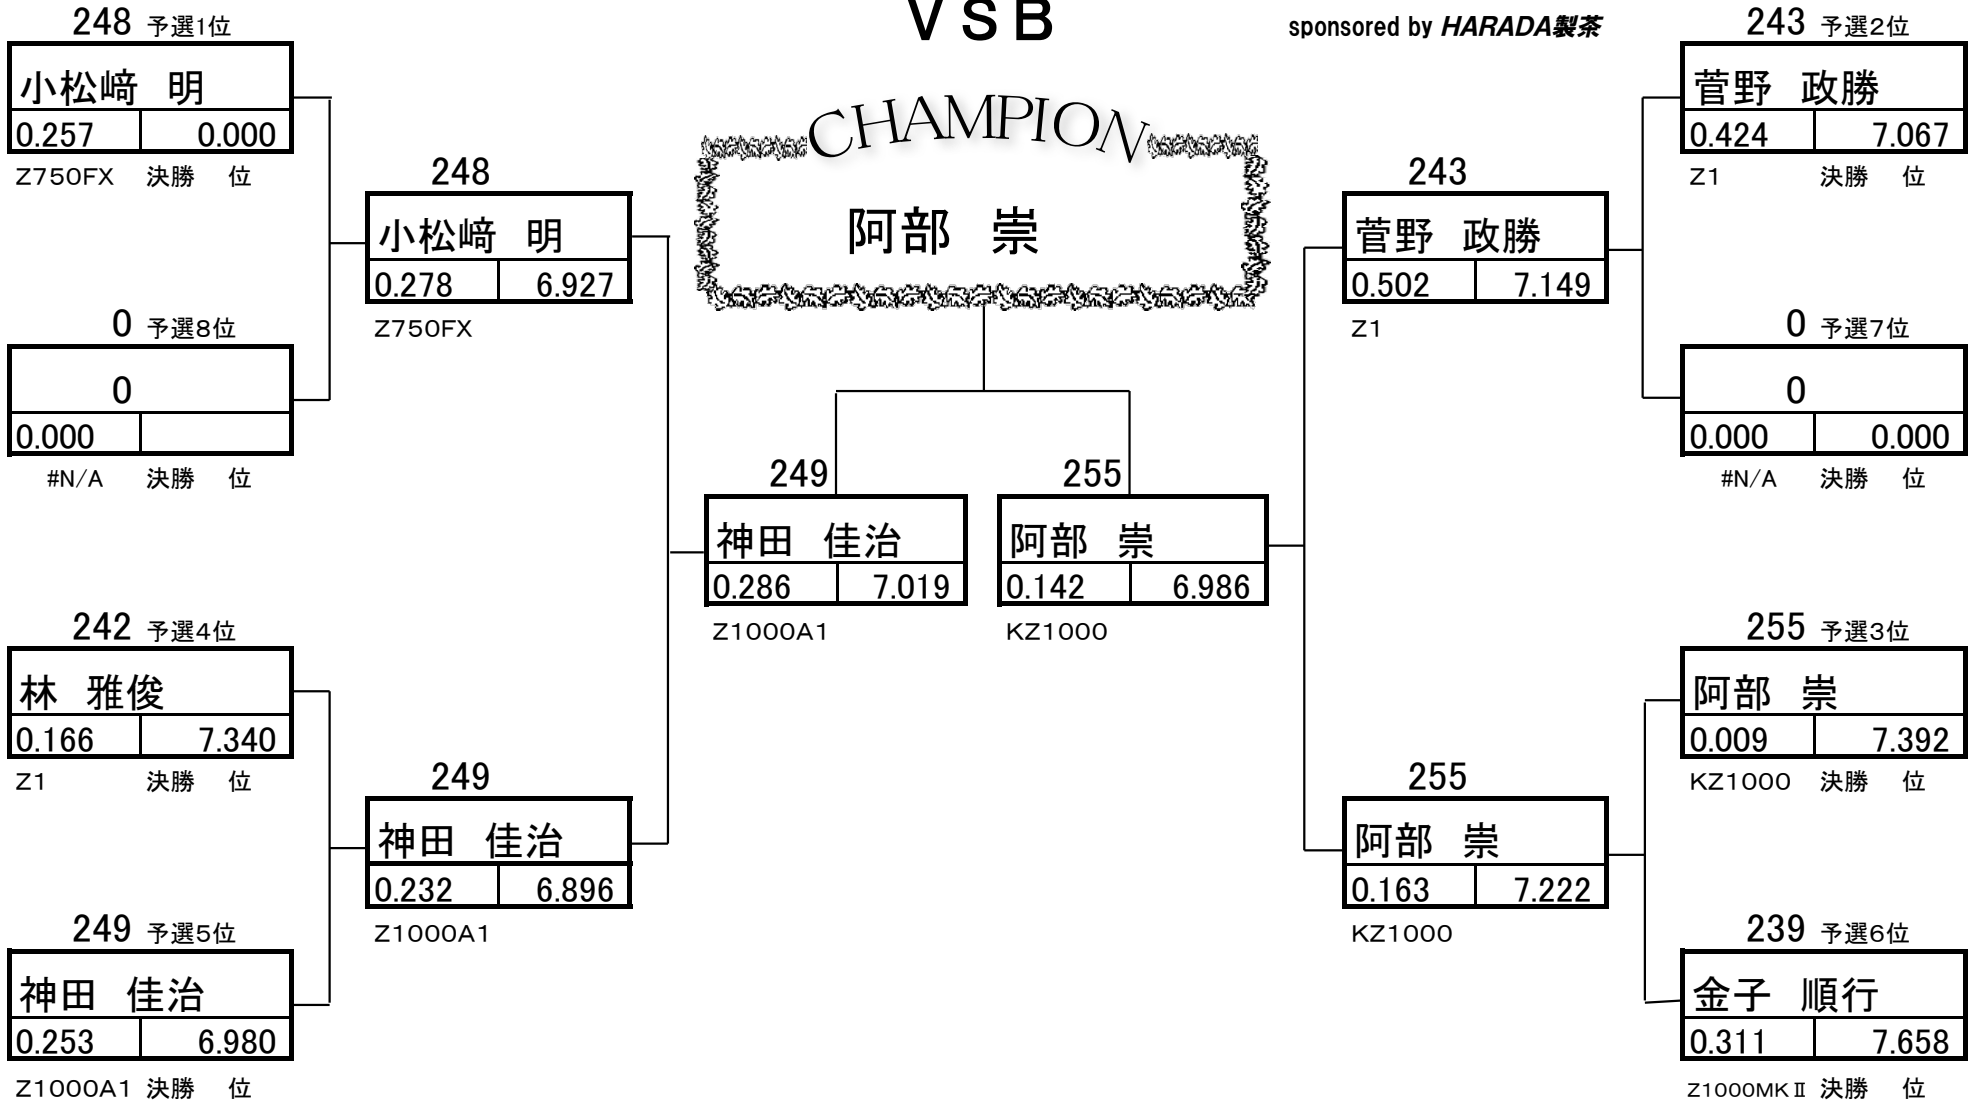 VSB
sponsored by HARADA製茶
CHAMPION
阿部 崇
248 予選1位
小松﨑 明
0.257 0.000
Z750FX 決勝 位
0 予選8位
0
0.000
#N/A 決勝 位
242 予選4位
林 雅俊
0.166 7.340
Z1 決勝 位
249 予選5位
神田 佳治
0.253 6.980
Z1000A1 決勝 位
248
小松﨑 明
0.278 6.927
Z750FX
249
神田 佳治
0.232 6.896
Z1000A1
249
神田 佳治
0.286 7.019
Z1000A1
255
阿部 崇
0.142 6.986
KZ1000
243
菅野 政勝
0.502 7.149
Z1
255
阿部 崇
0.163 7.222
KZ1000
243 予選2位
菅野 政勝
0.424 7.067
Z1 決勝 位
0 予選7位
0
0.000 0.000
#N/A 決勝 位
255 予選3位
阿部 崇
0.009 7.392
KZ1000 決勝 位
239 予選6位
金子 順行
0.311 7.658
Z1000MKⅡ 決勝 位